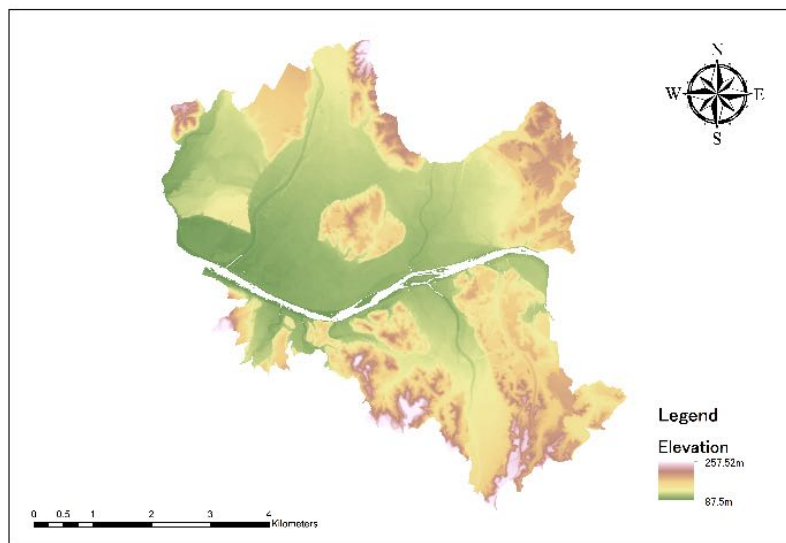 N
W E
S
Legend
Elevation
257.52m
87.5m
0 0.5 1 2 3 4
Kilometers